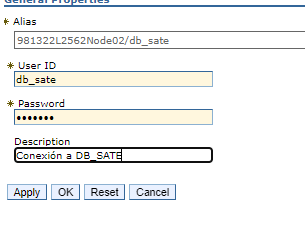 General Properties
* Alias
981322L2562Node02/db_sate
* User ID
db_sate
* Password
•••••••
Description
Conexión a DB_SATE
Apply OK Reset Cancel